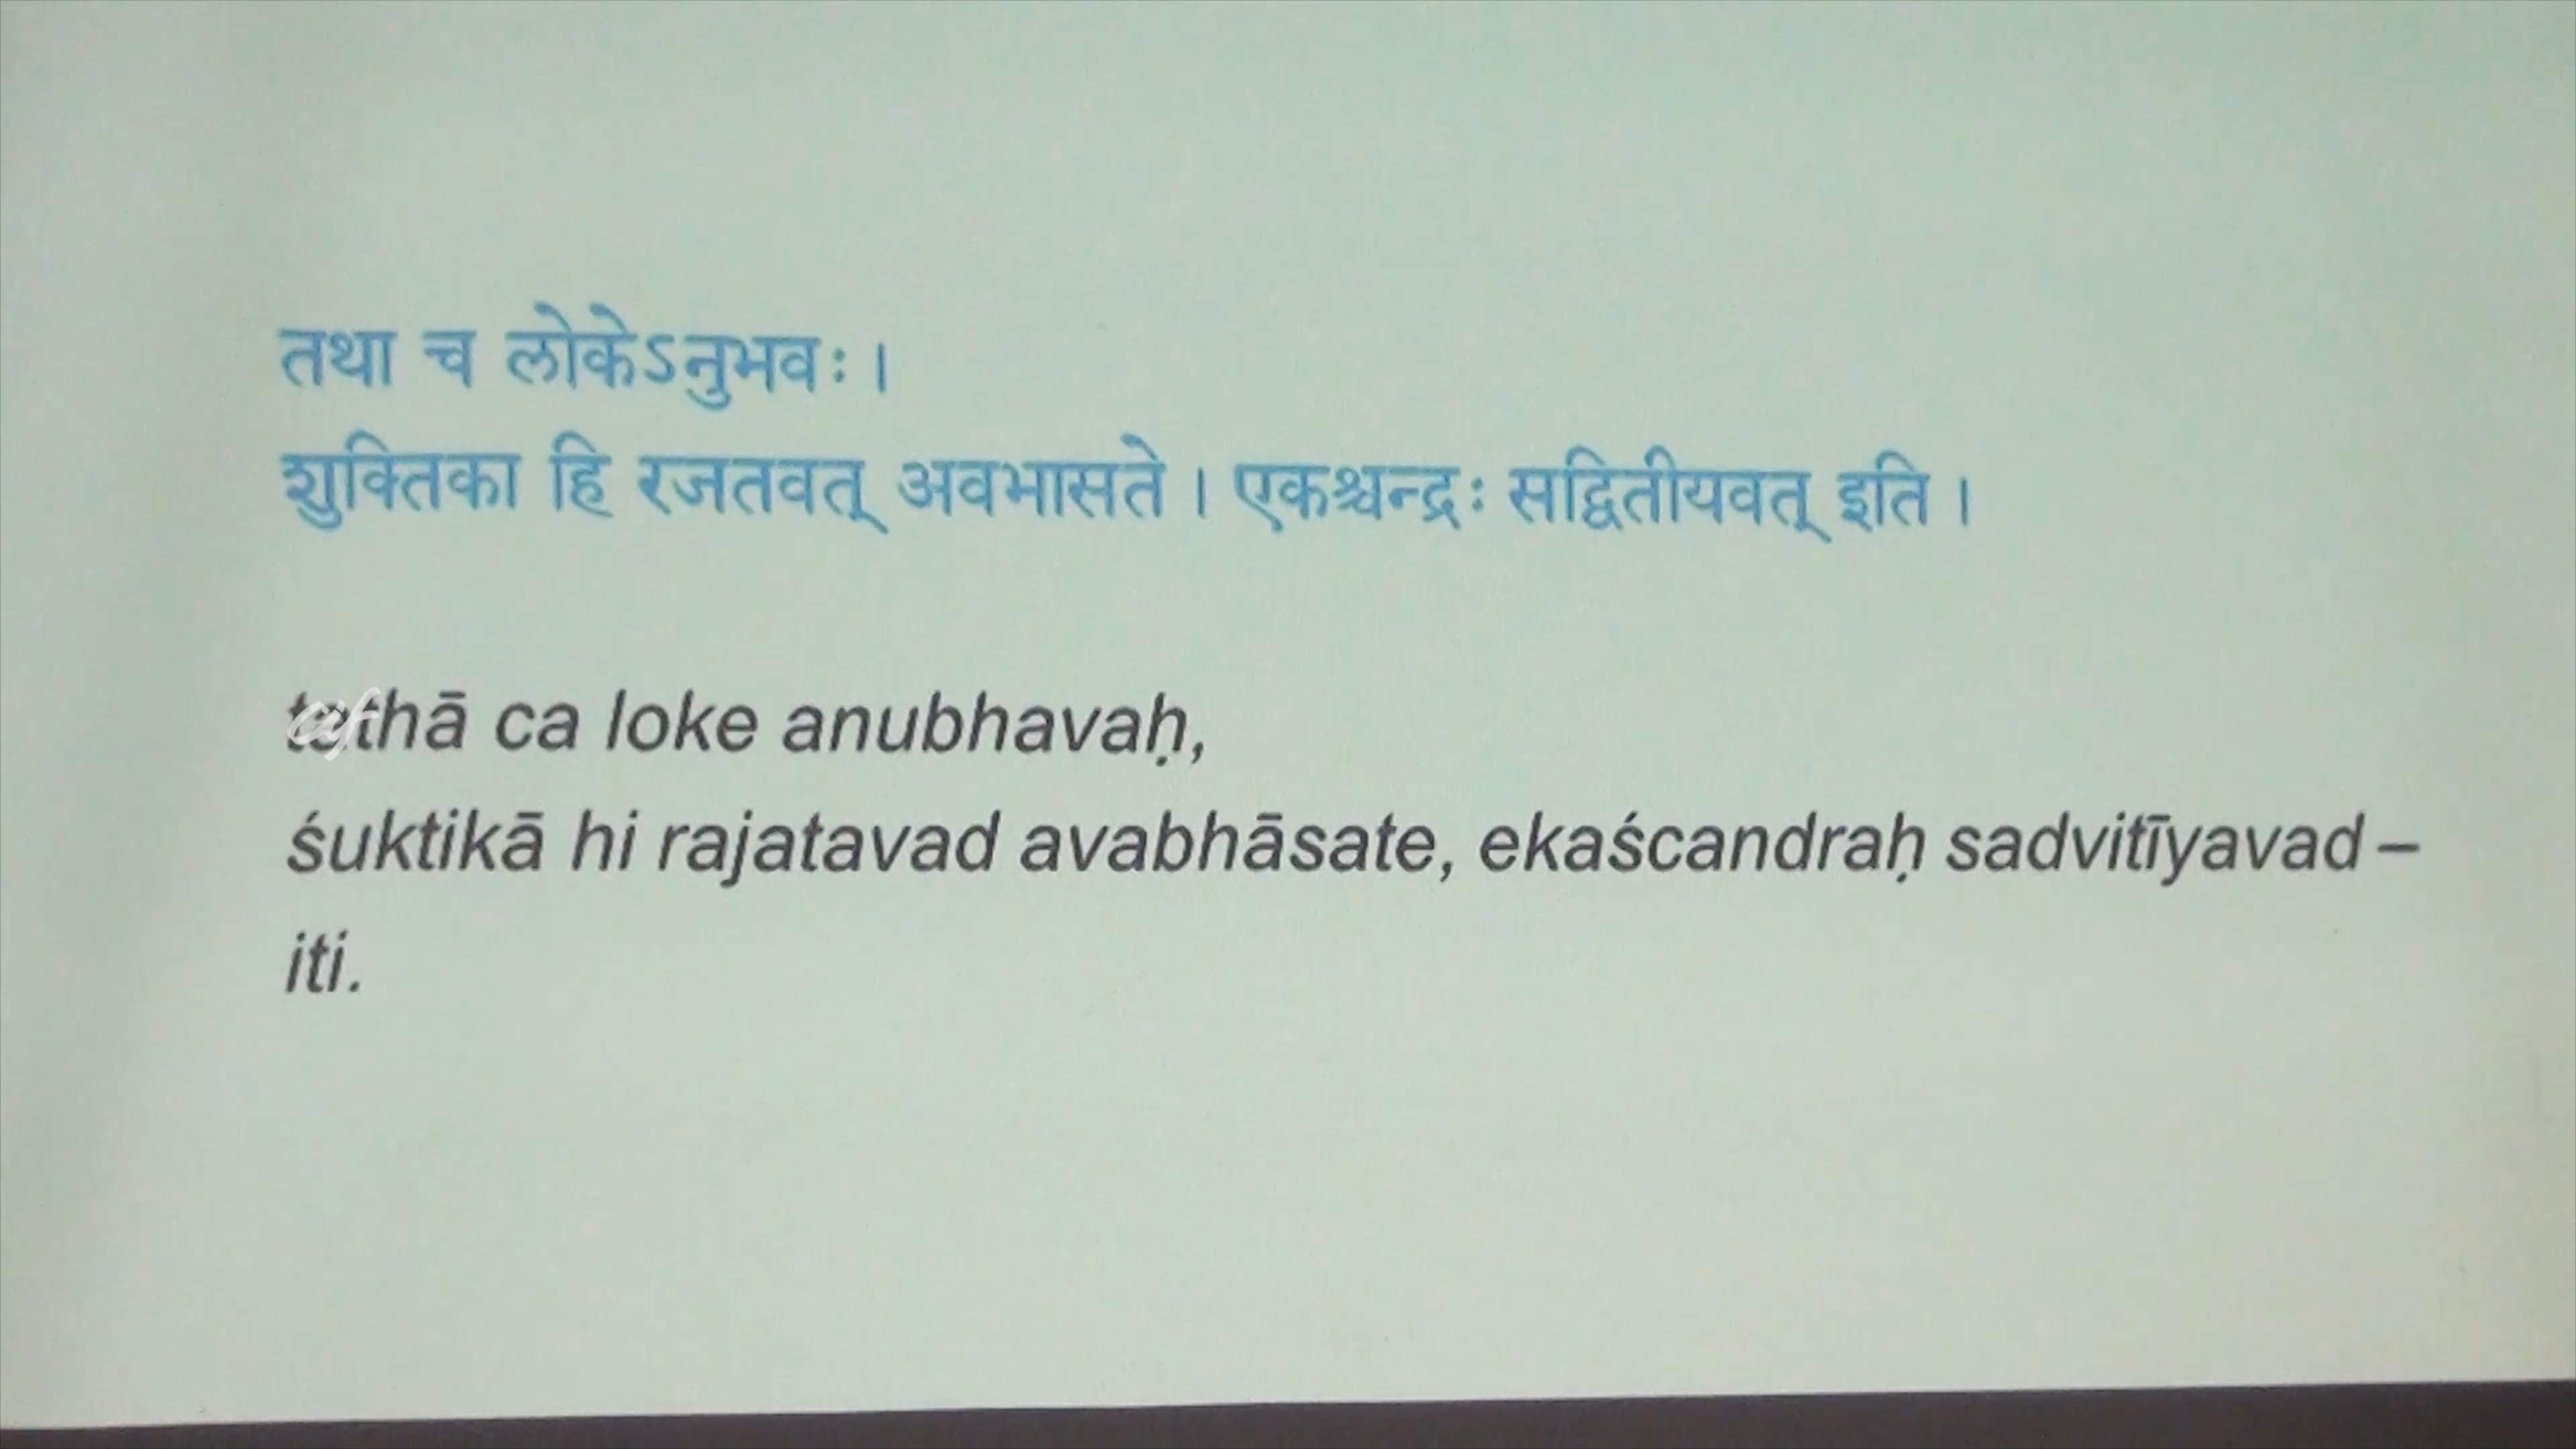 तथा च लोकेऽनुभवः ।
शुक्तिका हि रजतवत् अवभासते । एकश्चन्द्रः सद्वितीयवत् इति ।
tathā ca loke anubhavaḥ,
śuktikā hi rajatavad avabhāsate, ekaścandraḥ sadvitīyavad –
iti.